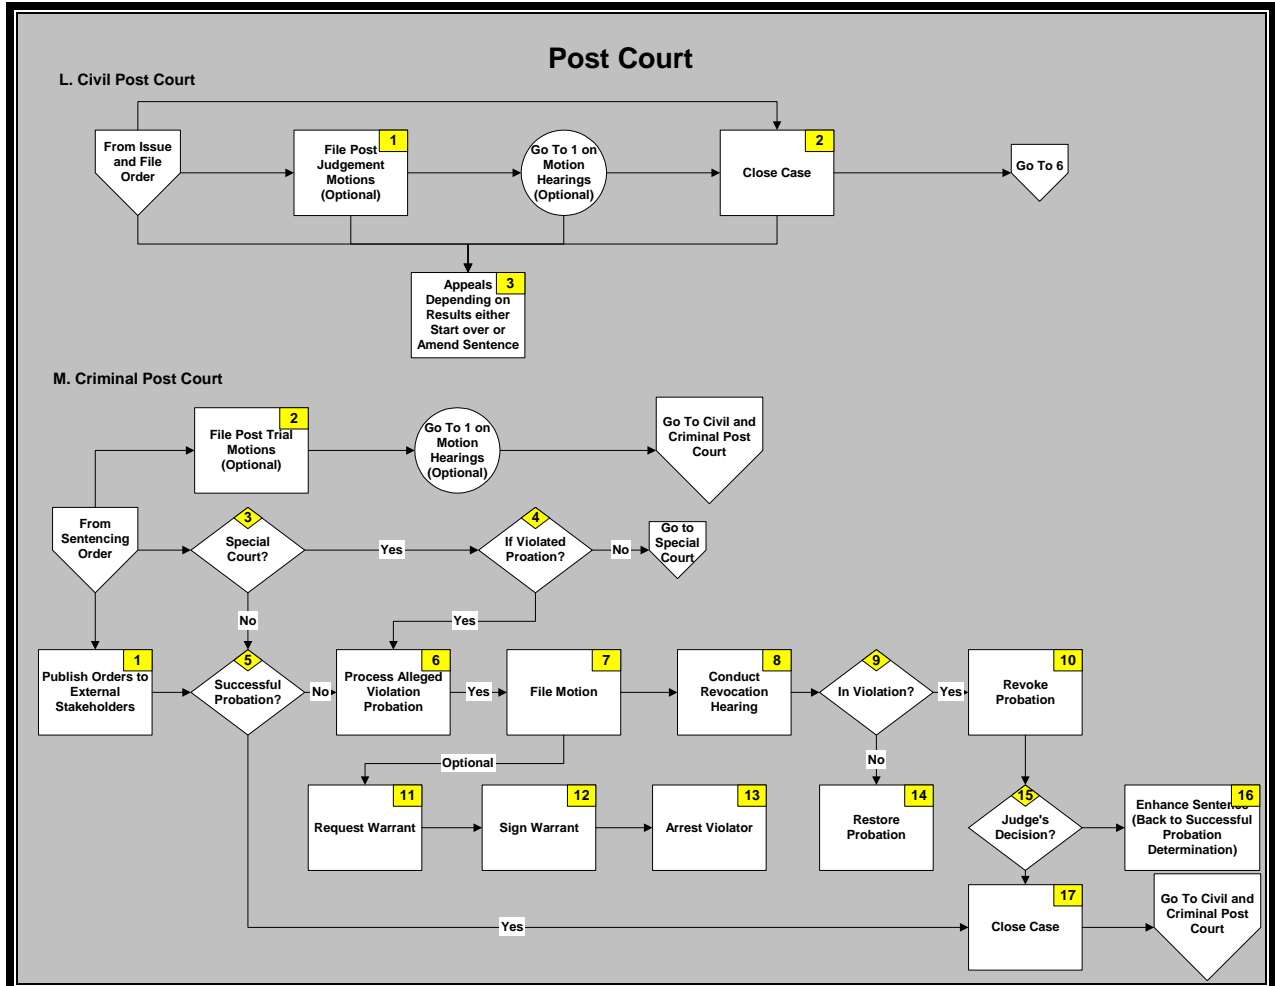 Post Court
L. Civil Post Court
From Issue
and File
Order
1
File Post
Judgement
Motions
(Optional)
Go To 1 on
Motion
Hearings
(Optional)
2
Close Case
Go To 6
3
Appeals
Depending on
Results either
Start over or
Amend Sentence
M. Criminal Post Court
2
File Post Trial
Motions
(Optional)
Go To 1 on
Motion
Hearings
(Optional)
Go To Civil and
Criminal Post
Court
From
Sentencing
Order
3
Special
Court?
Yes
4
If Violated
Proation?
No
Go to
Special
Court
No
Yes
1
Publish Orders to
External
Stakeholders
5
Successful
Probation?
No
6
Process Alleged
Violation
Probation
Yes
7
File Motion
8
Conduct
Revocation
Hearing
9
In Violation?
Yes
10
Revoke
Probation
Optional
No
11
Request Warrant
12
Sign Warrant
13
Arrest Violator
14
Restore
Probation
15
Judge's
Decision?
16
Enhance Sentence
(Back to Successful
Probation
Determination)
Yes
17
Close Case
Go To Civil and
Criminal Post
Court